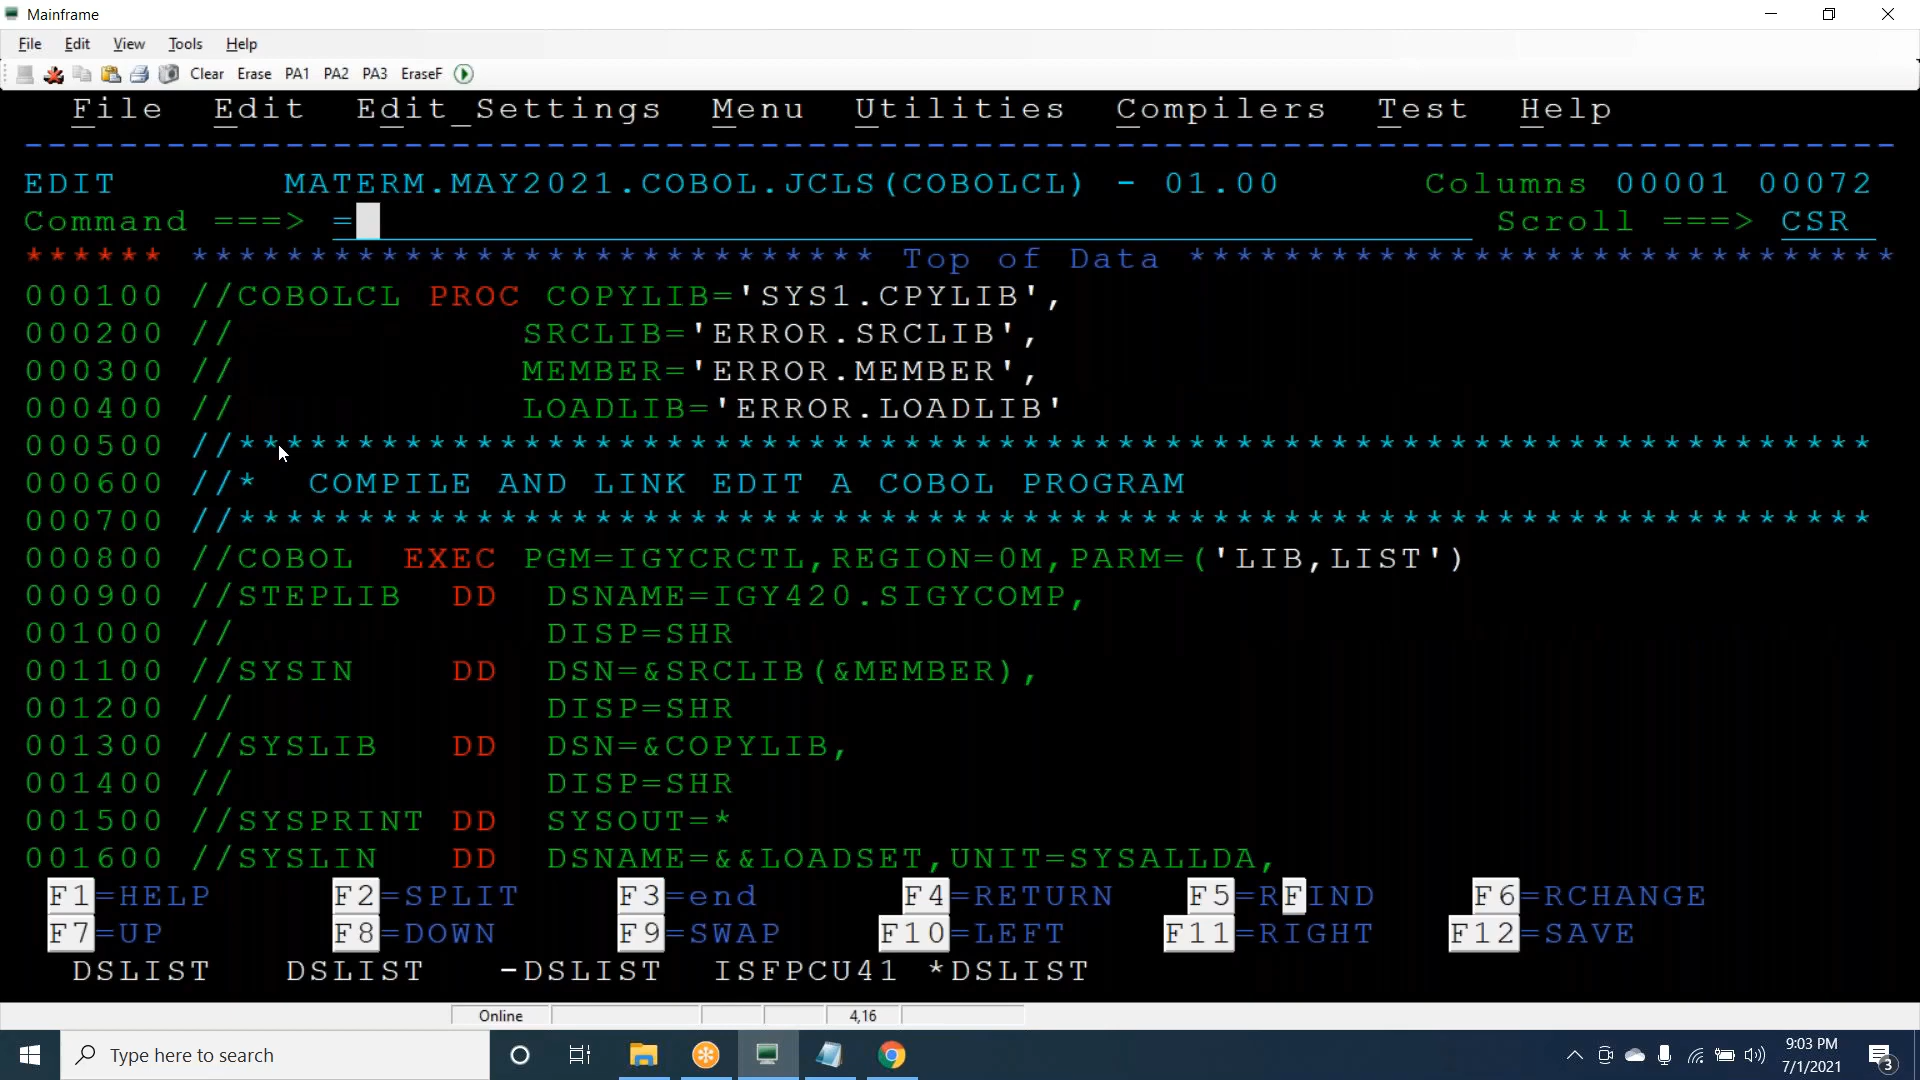 Mainframe
File Edit View Tools Help
Clear Erase PA1 PA2 PA3 EraseF
File Edit Edit_Settings Menu Utilities Compilers Test Help
-------------------------------------------------------------------------------
EDIT MATERM.MAY2021.COBOL.JCLS(COBOLCL) - 01.00 Columns 00001 00072
Command ===> = Scroll ===> CSR
****** ***************************** Top of Data ******************************
000100 //COBOLCL PROC COPYLIB='SYS1.CPYLIB',
000200 // SRCLIB='ERROR.SRCLIB',
000300 // MEMBER='ERROR.MEMBER',
000400 // LOADLIB='ERROR.LOADLIB'
000500 //*********************************************************************
000600 //* COMPILE AND LINK EDIT A COBOL PROGRAM
000700 //*********************************************************************
000800 //COBOL EXEC PGM=IGYCRCTL,REGION=0M,PARM=('LIB,LIST')
000900 //STEPLIB DD DSNAME=IGY420.SIGYCOMP,
001000 // DISP=SHR
001100 //SYSIN DD DSN=&SRCLIB(&MEMBER),
001200 // DISP=SHR
001300 //SYSLIB DD DSN=&COPYLIB,
001400 // DISP=SHR
001500 //SYSPRINT DD SYSOUT=*
001600 //SYSLIN DD DSNAME=&&LOADSET,UNIT=SYSALLDA,
F1=HELP F2=SPLIT F3=end F4=RETURN F5=RFIND F6=RCHANGE
F7=UP F8=DOWN F9=SWAP F10=LEFT F11=RIGHT F12=SAVE
DSLIST DSLIST -DSLIST ISFPCU41 *DSLIST
Online 4,16
Type here to search
9:03 PM
7/1/2021
3